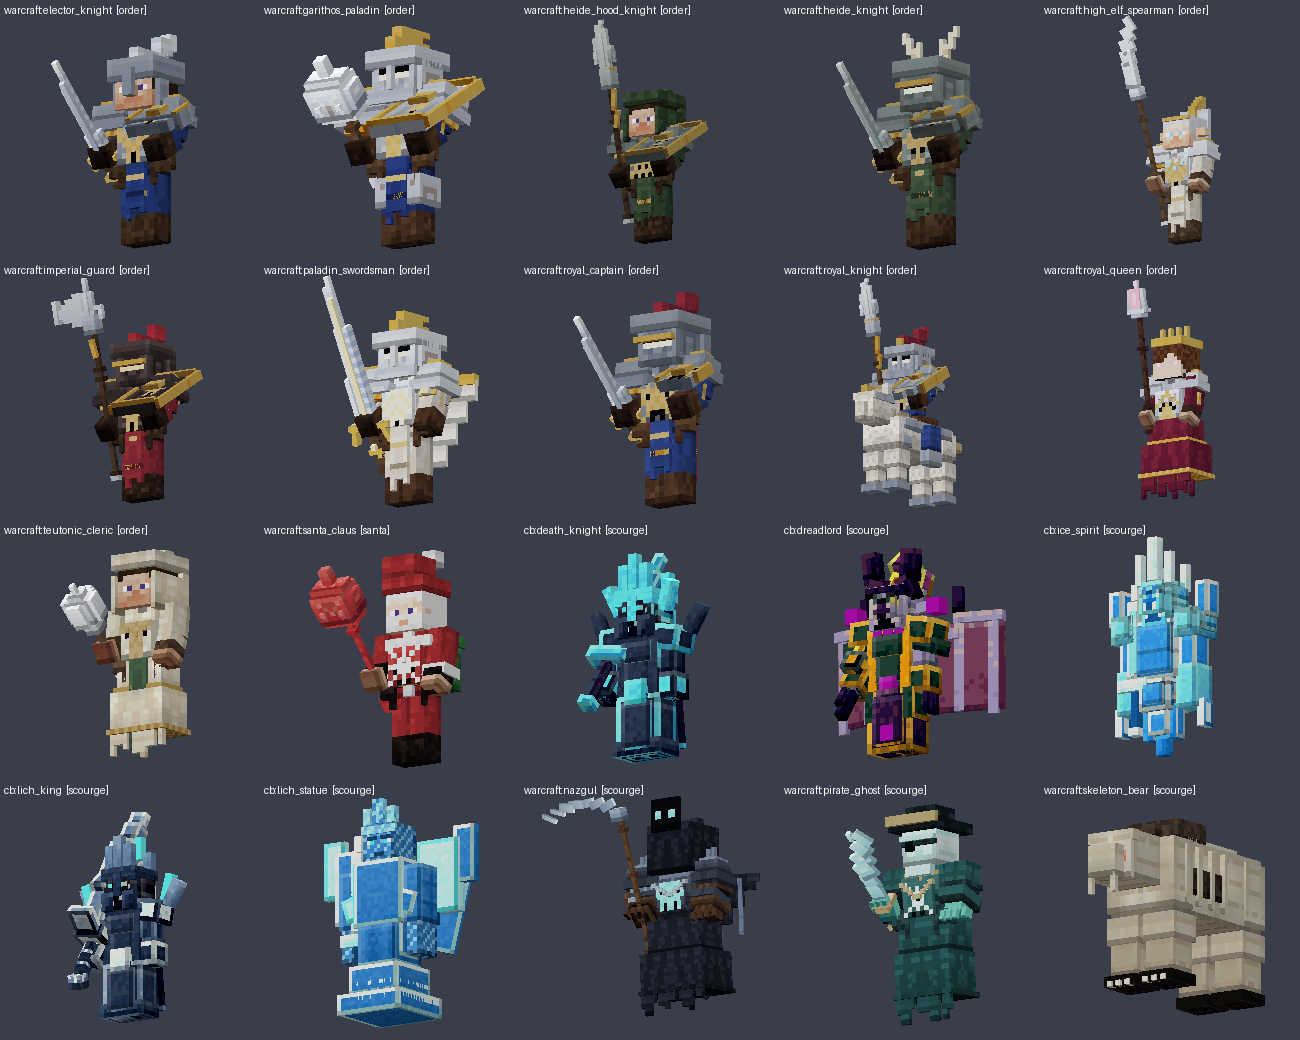 warcraft:elector_knight [order]
warcraft:garithos_paladin [order]
warcraft:heide_hood_knight [order]
warcraft:heide_knight [order]
warcraft:high_elf_spearman [order]
warcraft:imperial_guard [order]
warcraft:paladin_swordsman [order]
warcraft:royal_captain [order]
warcraft:royal_knight [order]
warcraft:royal_queen [order]
warcraft:teutonic_cleric [order]
warcraft:santa_claus [santa]
cb:death_knight [scourge]
cb:dreadlord [scourge]
cb:ice_spirit [scourge]
cb:lich_king [scourge]
cb:lich_statue [scourge]
warcraft:nazgul [scourge]
warcraft:pirate_ghost [scourge]
warcraft:skeleton_bear [scourge]